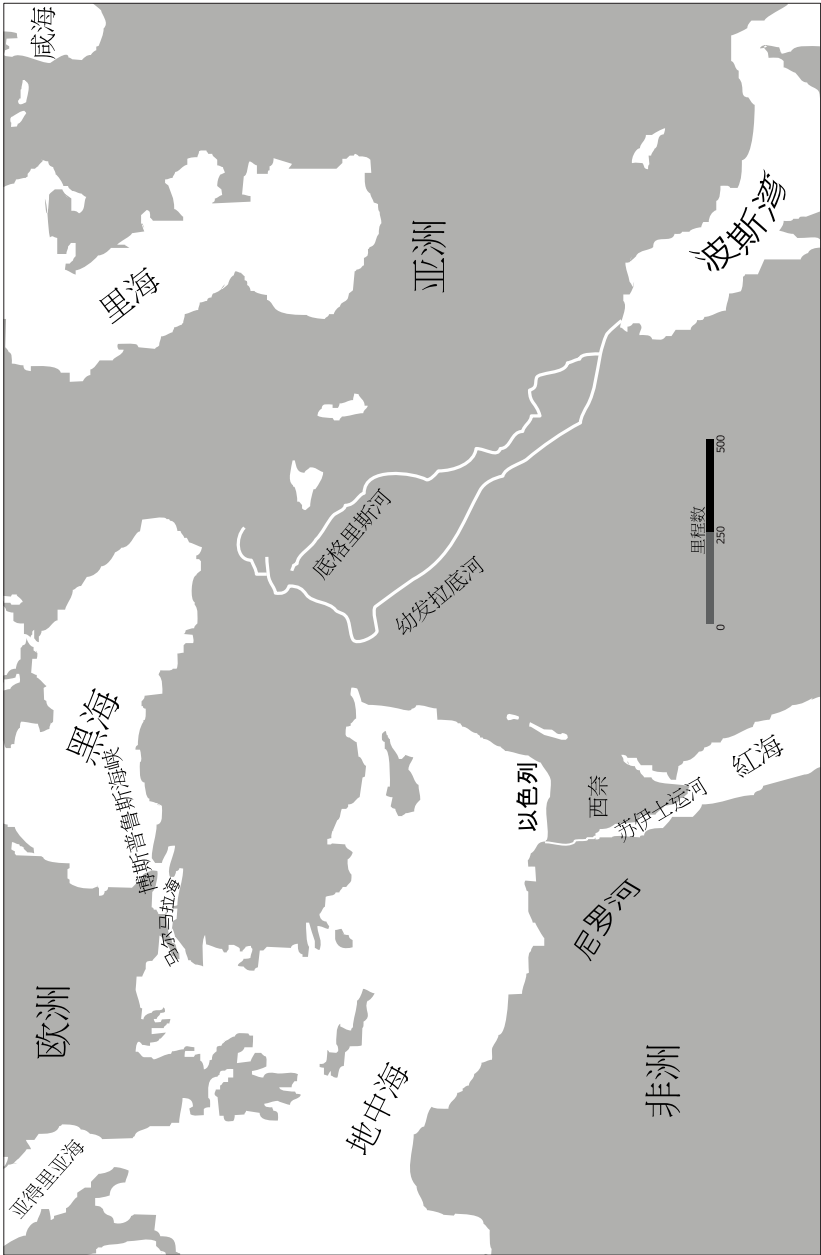 欧洲
亚洲
非洲
亚得里亚海
地中海
马尔马拉海
博斯普鲁斯海峡
黑海
里海
咸海
底格里斯河
幼发拉底河
波斯湾
以色列
西奈
苏伊士运河
紅海
尼罗河
里程数
0 250 500